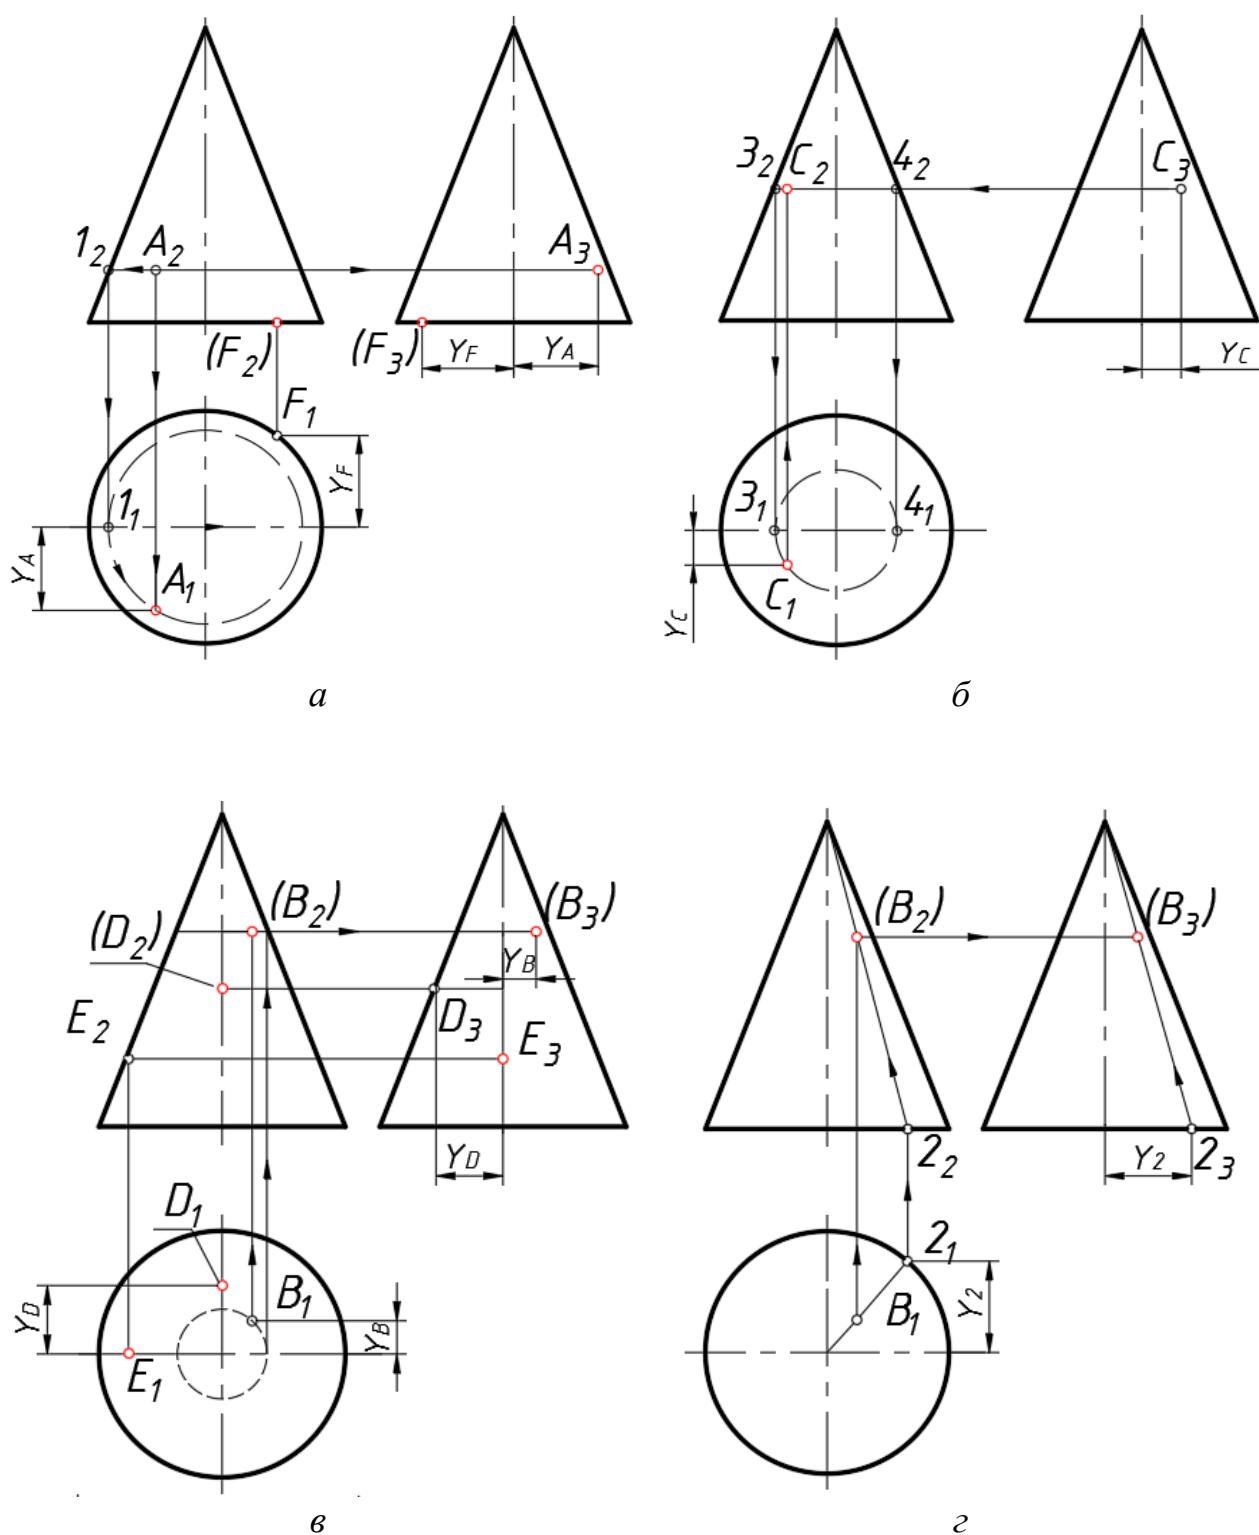 3₂ C₂ 4₂ C₃
1₂ A₂ A₃
(F₂) (F₃) Y_F Y_A Y_C
F₁
Y_F
1₁ 3₁ 4₁
Y_A A₁ C₁
Y_C
а б
(B₂) (B₃) (B₂) (B₃)
(D₂) Y_B
E₂ D₃ E₃
Y_D 2₂ Y₂ 2₃
D₁ 2₁
Y_D B₁ Y_B B₁ Y₂
E₁
в г